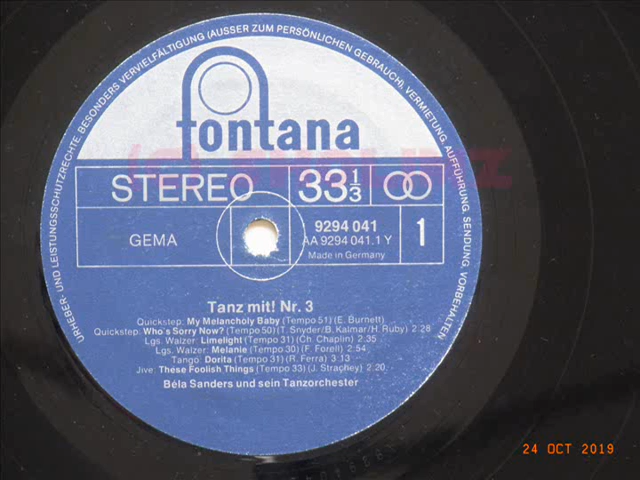 URHEBER- UND LEISTUNGSSCHUTZRECHTE, BESONDERS VERVIELFÄLTIGUNG (AUSSER ZUM PERSÖNLICHEN GEBRAUCH), VERMIETUNG, AUFFÜHRUNG, SENDUNG, VORBEHALTEN
fontana
STEREO 33 1/3
GEMA
9294 041
AA 9294 041.1 Y
Made in Germany
1
Tanz mit! Nr. 3
Quickstep: My Melancholy Baby (Tempo 51) (E. Burnett)
Quickstep: Who's Sorry Now? (Tempo 50) (T. Snyder/B. Kalmar/H. Ruby) 2.28
Lgs. Walzer: Limelight (Tempo 31) (Ch. Chaplin) 2.35
Lgs. Walzer: Melanie (Tempo 30) (F. Forell) 2:54
Tango: Dorita (Tempo 31) (R. Ferra) 3.13
Jive: These Foolish Things (Tempo 33) (J. Strachey) 2.20
Béla Sanders und sein Tanzorchester
24 OCT 2019